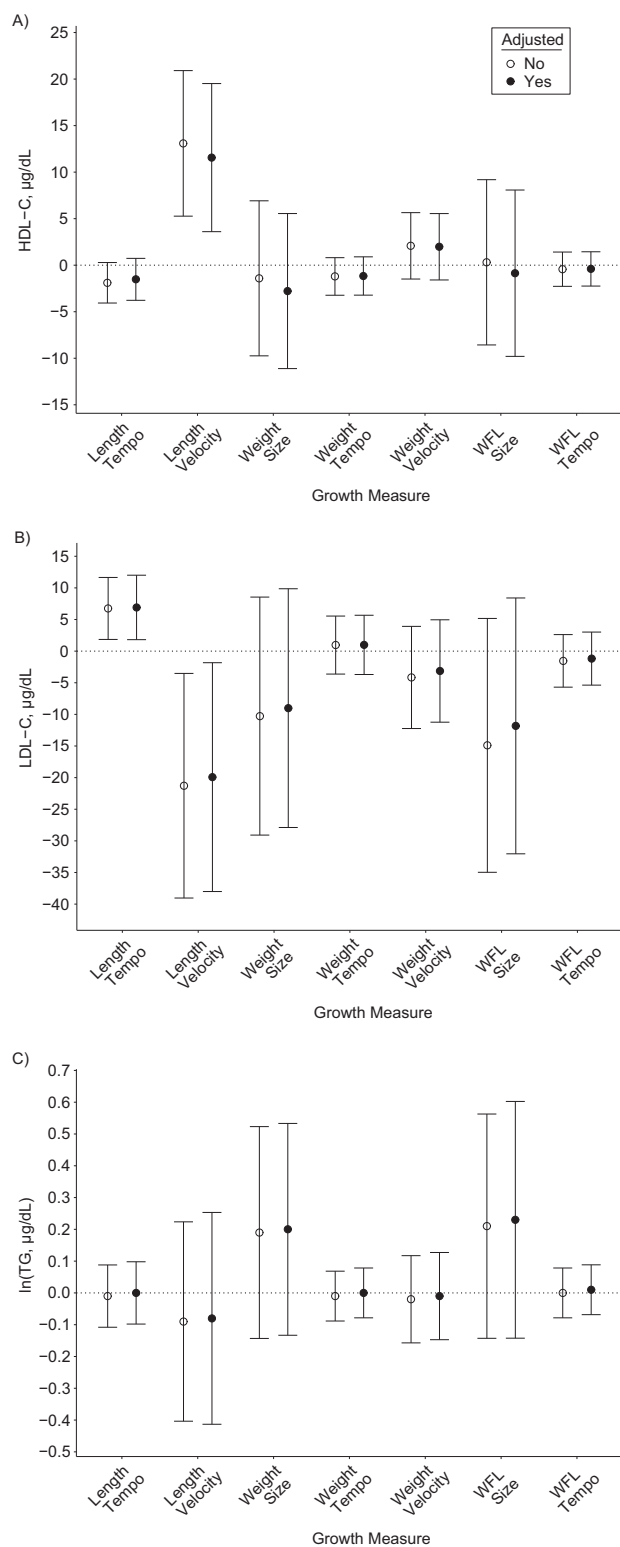 A)
25
20
15
10
5
0
−5
−10
−15
HDL−C, µg/dL
Adjusted
No
Yes
Length
Tempo
Length
Velocity
Weight
Size
Weight
Tempo
Weight
Velocity
WFL
Size
WFL
Tempo
Growth Measure
B)
15
10
5
0
−5
−10
−15
−20
−25
−30
−35
−40
LDL−C, µg/dL
Length
Tempo
Length
Velocity
Weight
Size
Weight
Tempo
Weight
Velocity
WFL
Size
WFL
Tempo
Growth Measure
C)
0.7
0.6
0.5
0.4
0.3
0.2
0.1
0.0
−0.1
−0.2
−0.3
−0.4
−0.5
ln(TG, µg/dL)
Length
Tempo
Length
Velocity
Weight
Size
Weight
Tempo
Weight
Velocity
WFL
Size
WFL
Tempo
Growth Measure